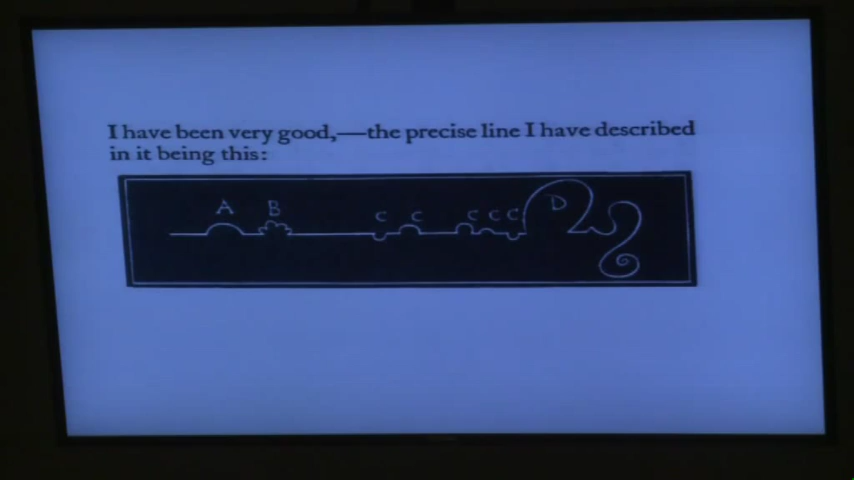 I have been very good,—the precise line I have described
in it being this:
A B C C C C C D